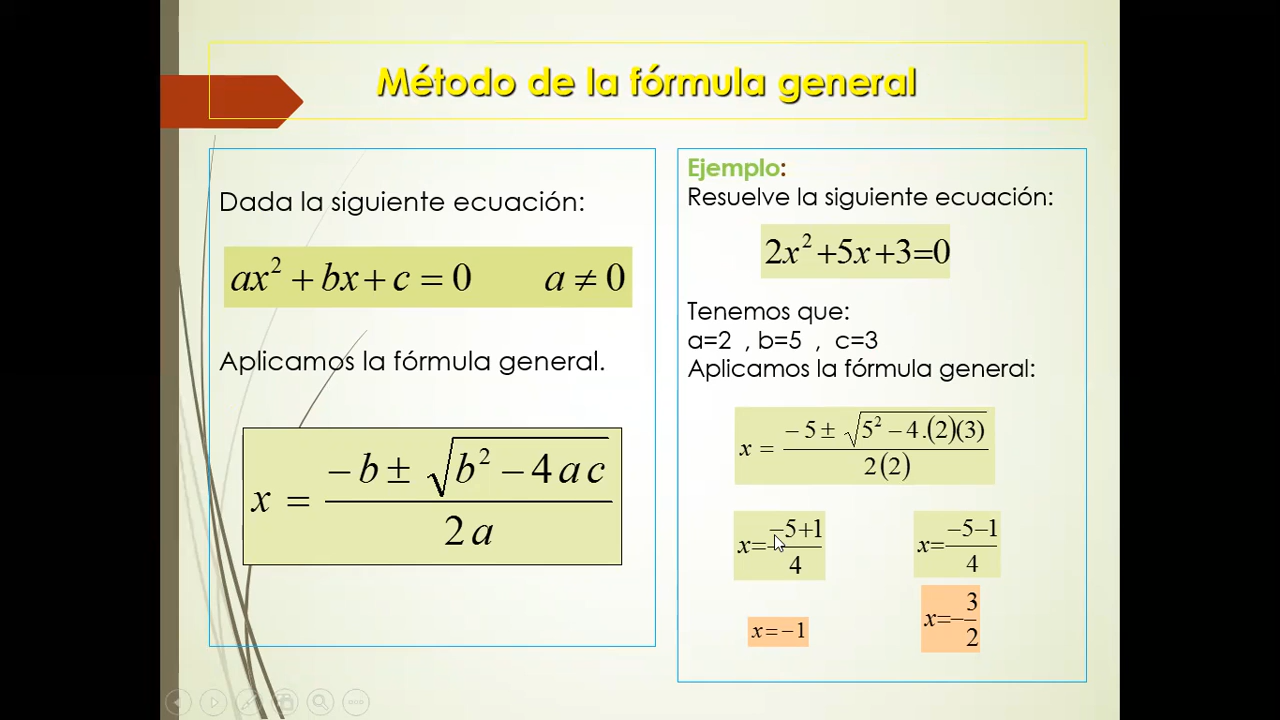 Método de la fórmula general
Dada la siguiente ecuación:
ax² + bx + c = 0 a ≠ 0
Aplicamos la fórmula general.
x = (-b ± √(b² - 4ac)) / 2a
Ejemplo:
Resuelve la siguiente ecuación:
2x²+5x+3=0
Tenemos que:
a=2 , b=5 , c=3
Aplicamos la fórmula general:
x = (-5 ± √(5² - 4.(2)(3))) / 2(2)
x=(-5+1)/4 x=(-5-1)/4
x=-1 x=-3/2